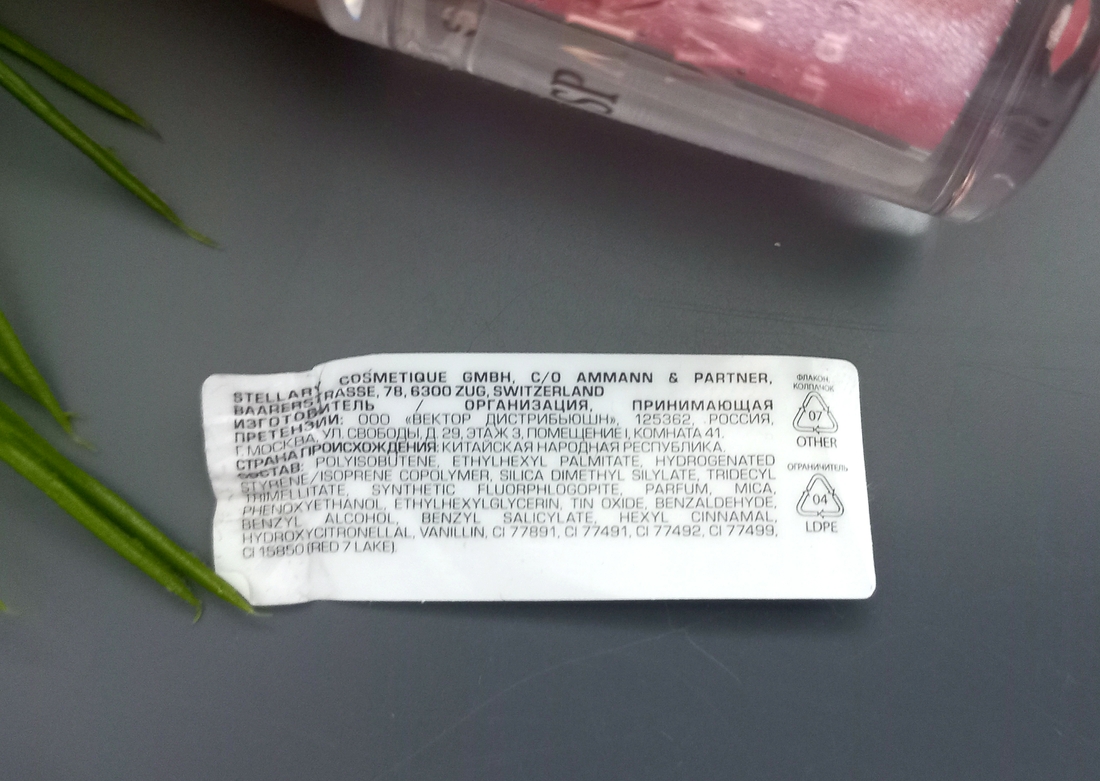 SP
STELLARY COSMETIQUE GMBH, C/O AMMANN & PARTNER,
BAARERSTRASSE, 78, 6300 ZUG, SWITZERLAND
ИЗГОТОВИТЕЛЬ / ОРГАНИЗАЦИЯ, ПРИНИМАЮЩАЯ
ПРЕТЕНЗИИ: ООО «ВЕКТОР ДИСТРИБЬЮШН», 125362, РОССИЯ,
Г. МОСКВА, УЛ. СВОБОДЫ, Д. 29, ЭТАЖ 3, ПОМЕЩЕНИЕ I, КОМНАТА 41.
СТРАНА ПРОИСХОЖДЕНИЯ: КИТАЙСКАЯ НАРОДНАЯ РЕСПУБЛИКА.
СОСТАВ: POLYISOBUTENE, ETHYLHEXYL PALMITATE, HYDROGENATED
STYRENE/ISOPRENE COPOLYMER, SILICA DIMETHYL SILYLATE, TRIDECYL
TRIMELLITATE, SYNTHETIC FLUORPHLOGOPITE, PARFUM, MICA,
PHENOXYETHANOL, ETHYLHEXYLGLYCERIN, TIN OXIDE, BENZALDEHYDE,
BENZYL ALCOHOL, BENZYL SALICYLATE, HEXYL CINNAMAL,
HYDROXYCITRONELLAL, VANILLIN, CI 77891, CI 77491, CI 77492, CI 77499,
CI 15850 (RED 7 LAKE).
ФЛАКОН,
КОЛПАЧОК
07
OTHER
ОГРАНИЧИТЕЛЬ
04
LDPE